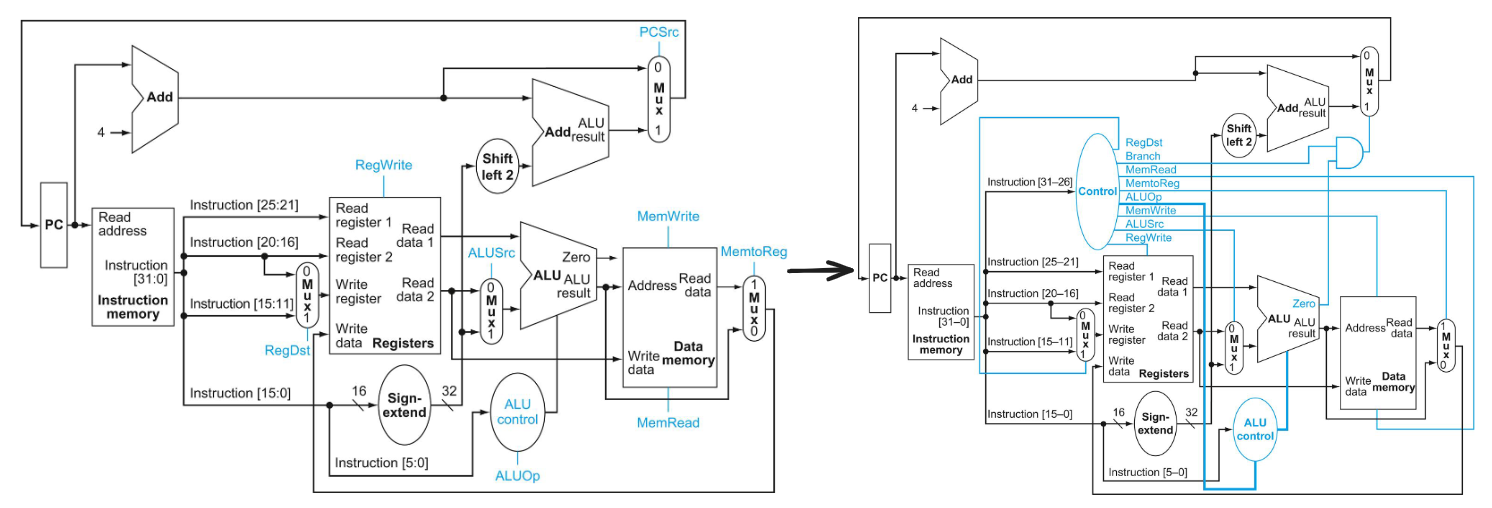 PCSrc
0
M
u
x
1
Add
4
Add
ALU
result
Shift
left 2
RegWrite
PC
Read
address
Instruction
[31:0]
Instruction
memory
Instruction [25:21]
Instruction [20:16]
Instruction [15:11]
0
M
u
x
1
RegDst
Read
register 1
Read
register 2
Write
register
Write
data
Read
data 1
Read
data 2
Registers
ALUSrc
0
M
u
x
1
Zero
ALU
ALU
result
MemWrite
Address
Read
data
Write
data
Data
memory
MemRead
MemtoReg
1
M
u
x
0
Instruction [15:0]
16
Sign-
extend
32
ALU
control
Instruction [5:0]
ALUOp
0
M
u
x
1
Add
4
Add
ALU
result
Shift
left 2
RegDst
Branch
MemRead
MemtoReg
ALUOp
MemWrite
ALUSrc
RegWrite
Control
Instruction [31–26]
PC
Read
address
Instruction
[31–0]
Instruction
memory
Instruction [25–21]
Instruction [20–16]
Instruction [15–11]
0
M
u
x
1
Read
register 1
Read
register 2
Write
register
Write
data
Read
data 1
Read
data 2
Registers
0
M
u
x
1
Zero
ALU
ALU
result
Address
Read
data
Write
data
Data
memory
1
M
u
x
0
Instruction [15–0]
16
Sign-
extend
32
ALU
control
Instruction [5–0]